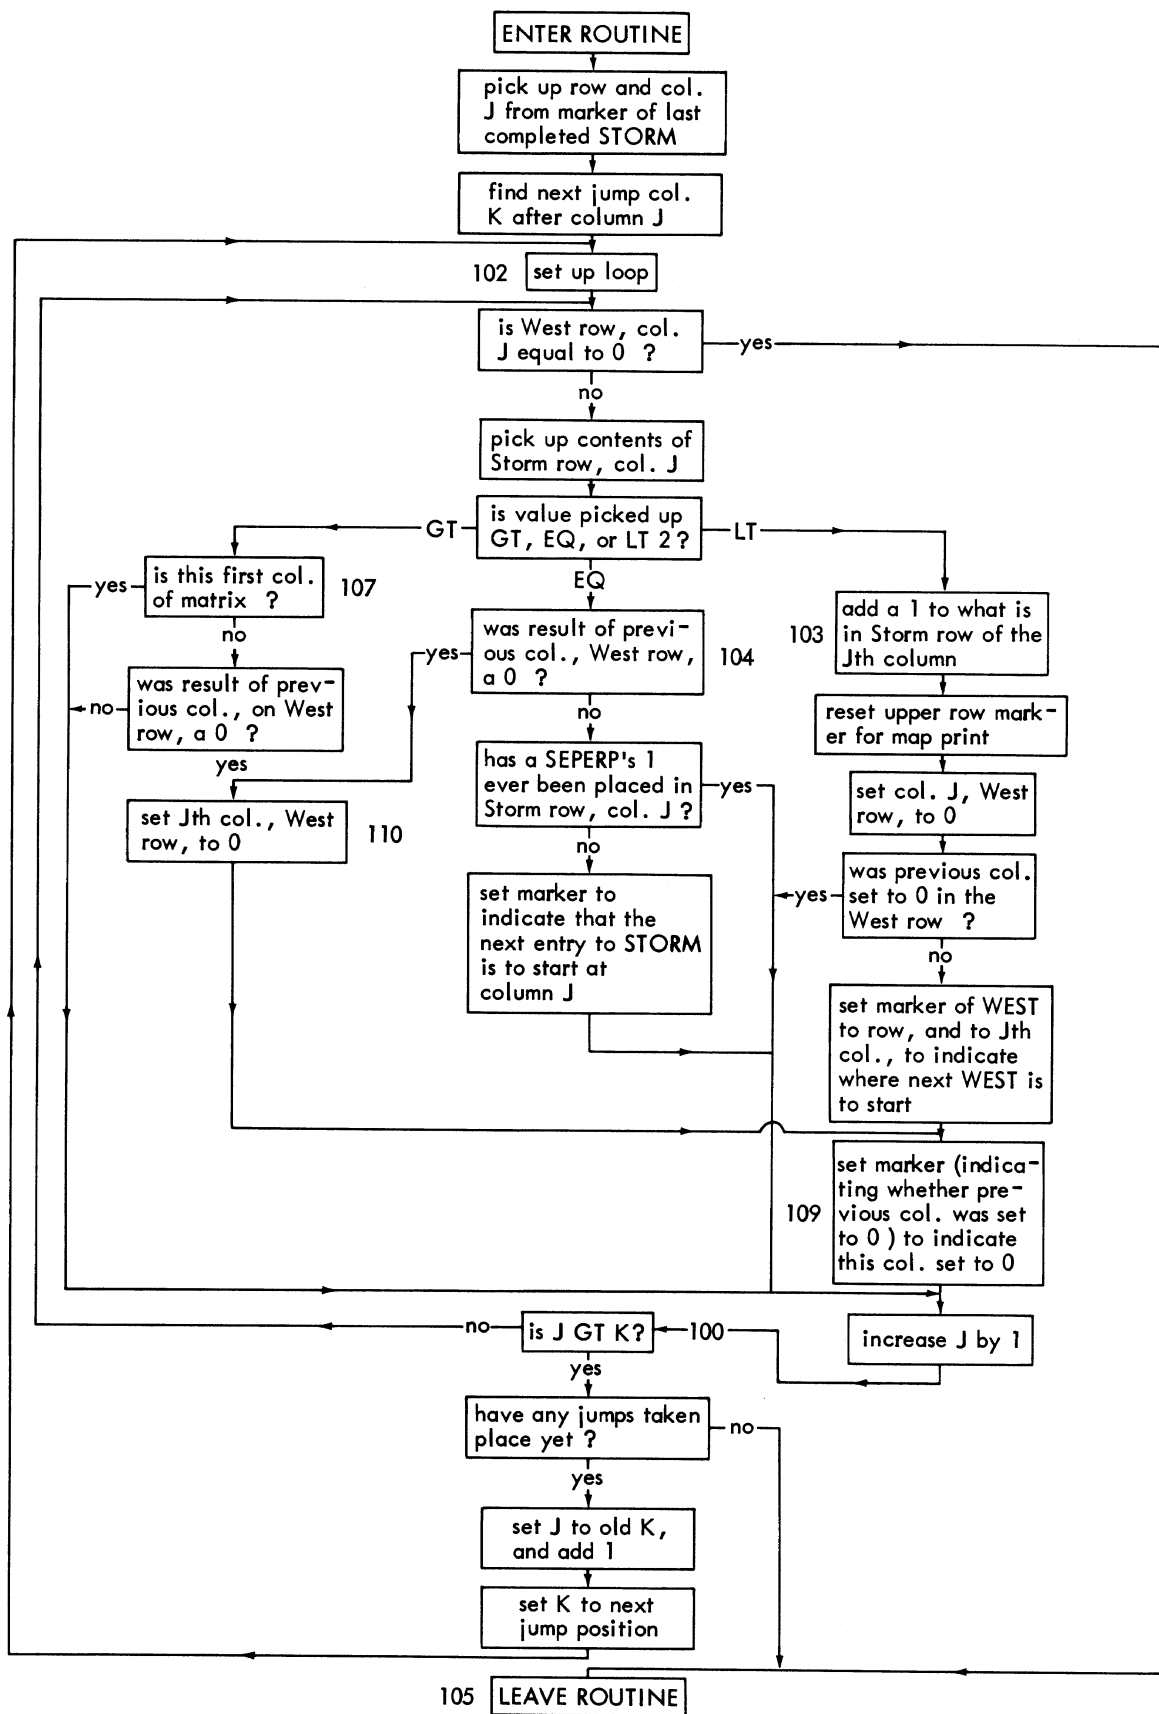 ENTER ROUTINE
pick up row and col.
J from marker of last
completed STORM
find next jump col.
K after column J
102
set up loop
is West row, col.
J equal to 0 ?
yes
no
pick up contents of
Storm row, col. J
is value picked up
GT, EQ, or LT 2?
GT
LT
EQ
is this first col.
of matrix ?
107
yes
no
was result of prev-
ious col., on West
row, a 0 ?
no
yes
set Jth col., West
row, to 0
110
was result of previ-
ous col., West row,
a 0 ?
104
yes
no
has a SEPERP's 1
ever been placed in
Storm row, col. J ?
yes
no
set marker to
indicate that the
next entry to STORM
is to start at
column J
103
add a 1 to what is
in Storm row of the
Jth column
reset upper row mark-
er for map print
set col. J, West
row, to 0
was previous col.
set to 0 in the
West row ?
yes
no
set marker of WEST
to row, and to Jth
col., to indicate
where next WEST is
to start
109
set marker (indica-
ting whether pre-
vious col. was set
to 0 ) to indicate
this col. set to 0
increase J by 1
100
is J GT K?
no
yes
have any jumps taken
place yet ?
no
yes
set J to old K,
and add 1
set K to next
jump position
105
LEAVE ROUTINE